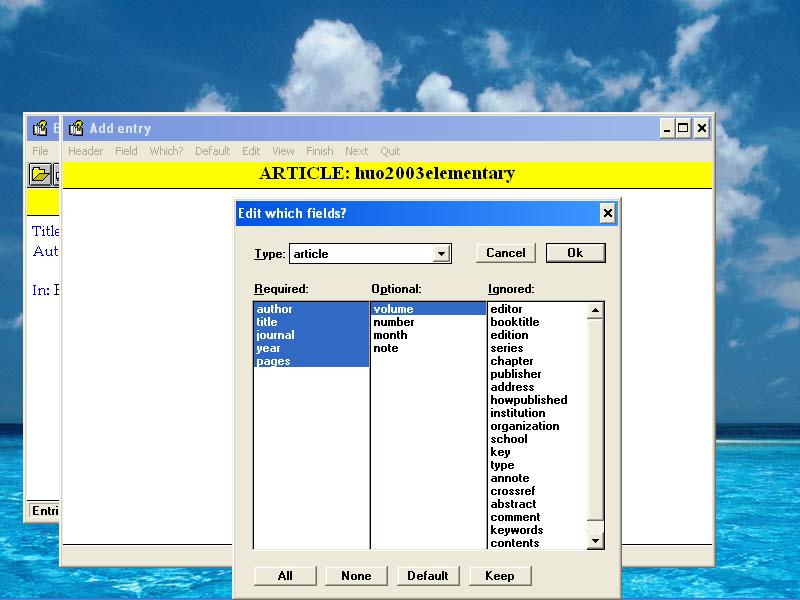 Add entry
File
Header Field Which? Default Edit View Finish Next Quit
ARTICLE: huo2003elementary
Title
Aut
In:
Entri
Edit which fields?
Type: article Cancel Ok
Required: Optional: Ignored:
author volume editor
title number booktitle
journal month edition
year note series
pages chapter
publisher
address
howpublished
institution
organization
school
key
type
annote
crossref
abstract
comment
keywords
contents
All None Default Keep